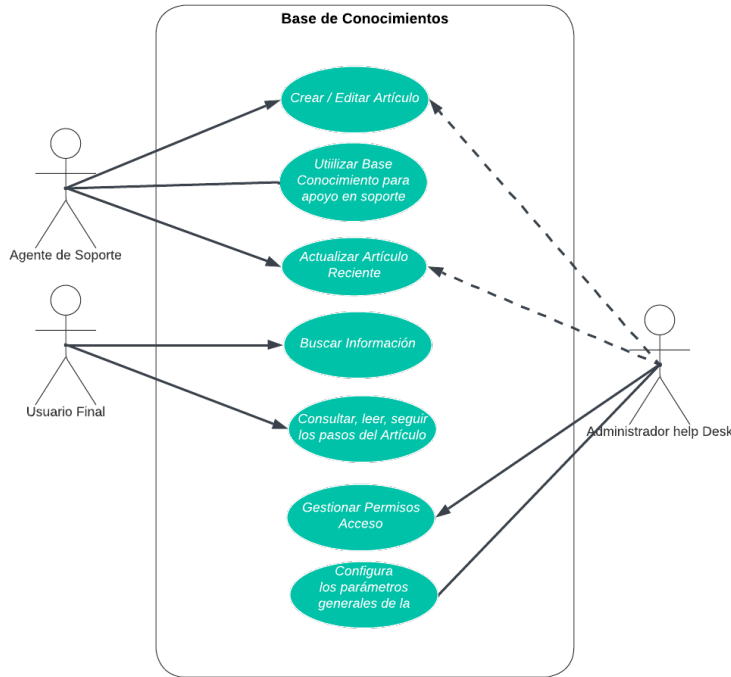 Base de Conocimientos
Crear / Editar Artículo
Utiilizar Base
Conocimiento para
apoyo en soporte
Agente de Soporte
Actualizar Artículo
Reciente
Buscar Información
Usuario Final
Consultar, leer, seguir
los pasos del Artículo
Administrador help Desk
Gestionar Permisos
Acceso
Configura
los parámetros
generales de la